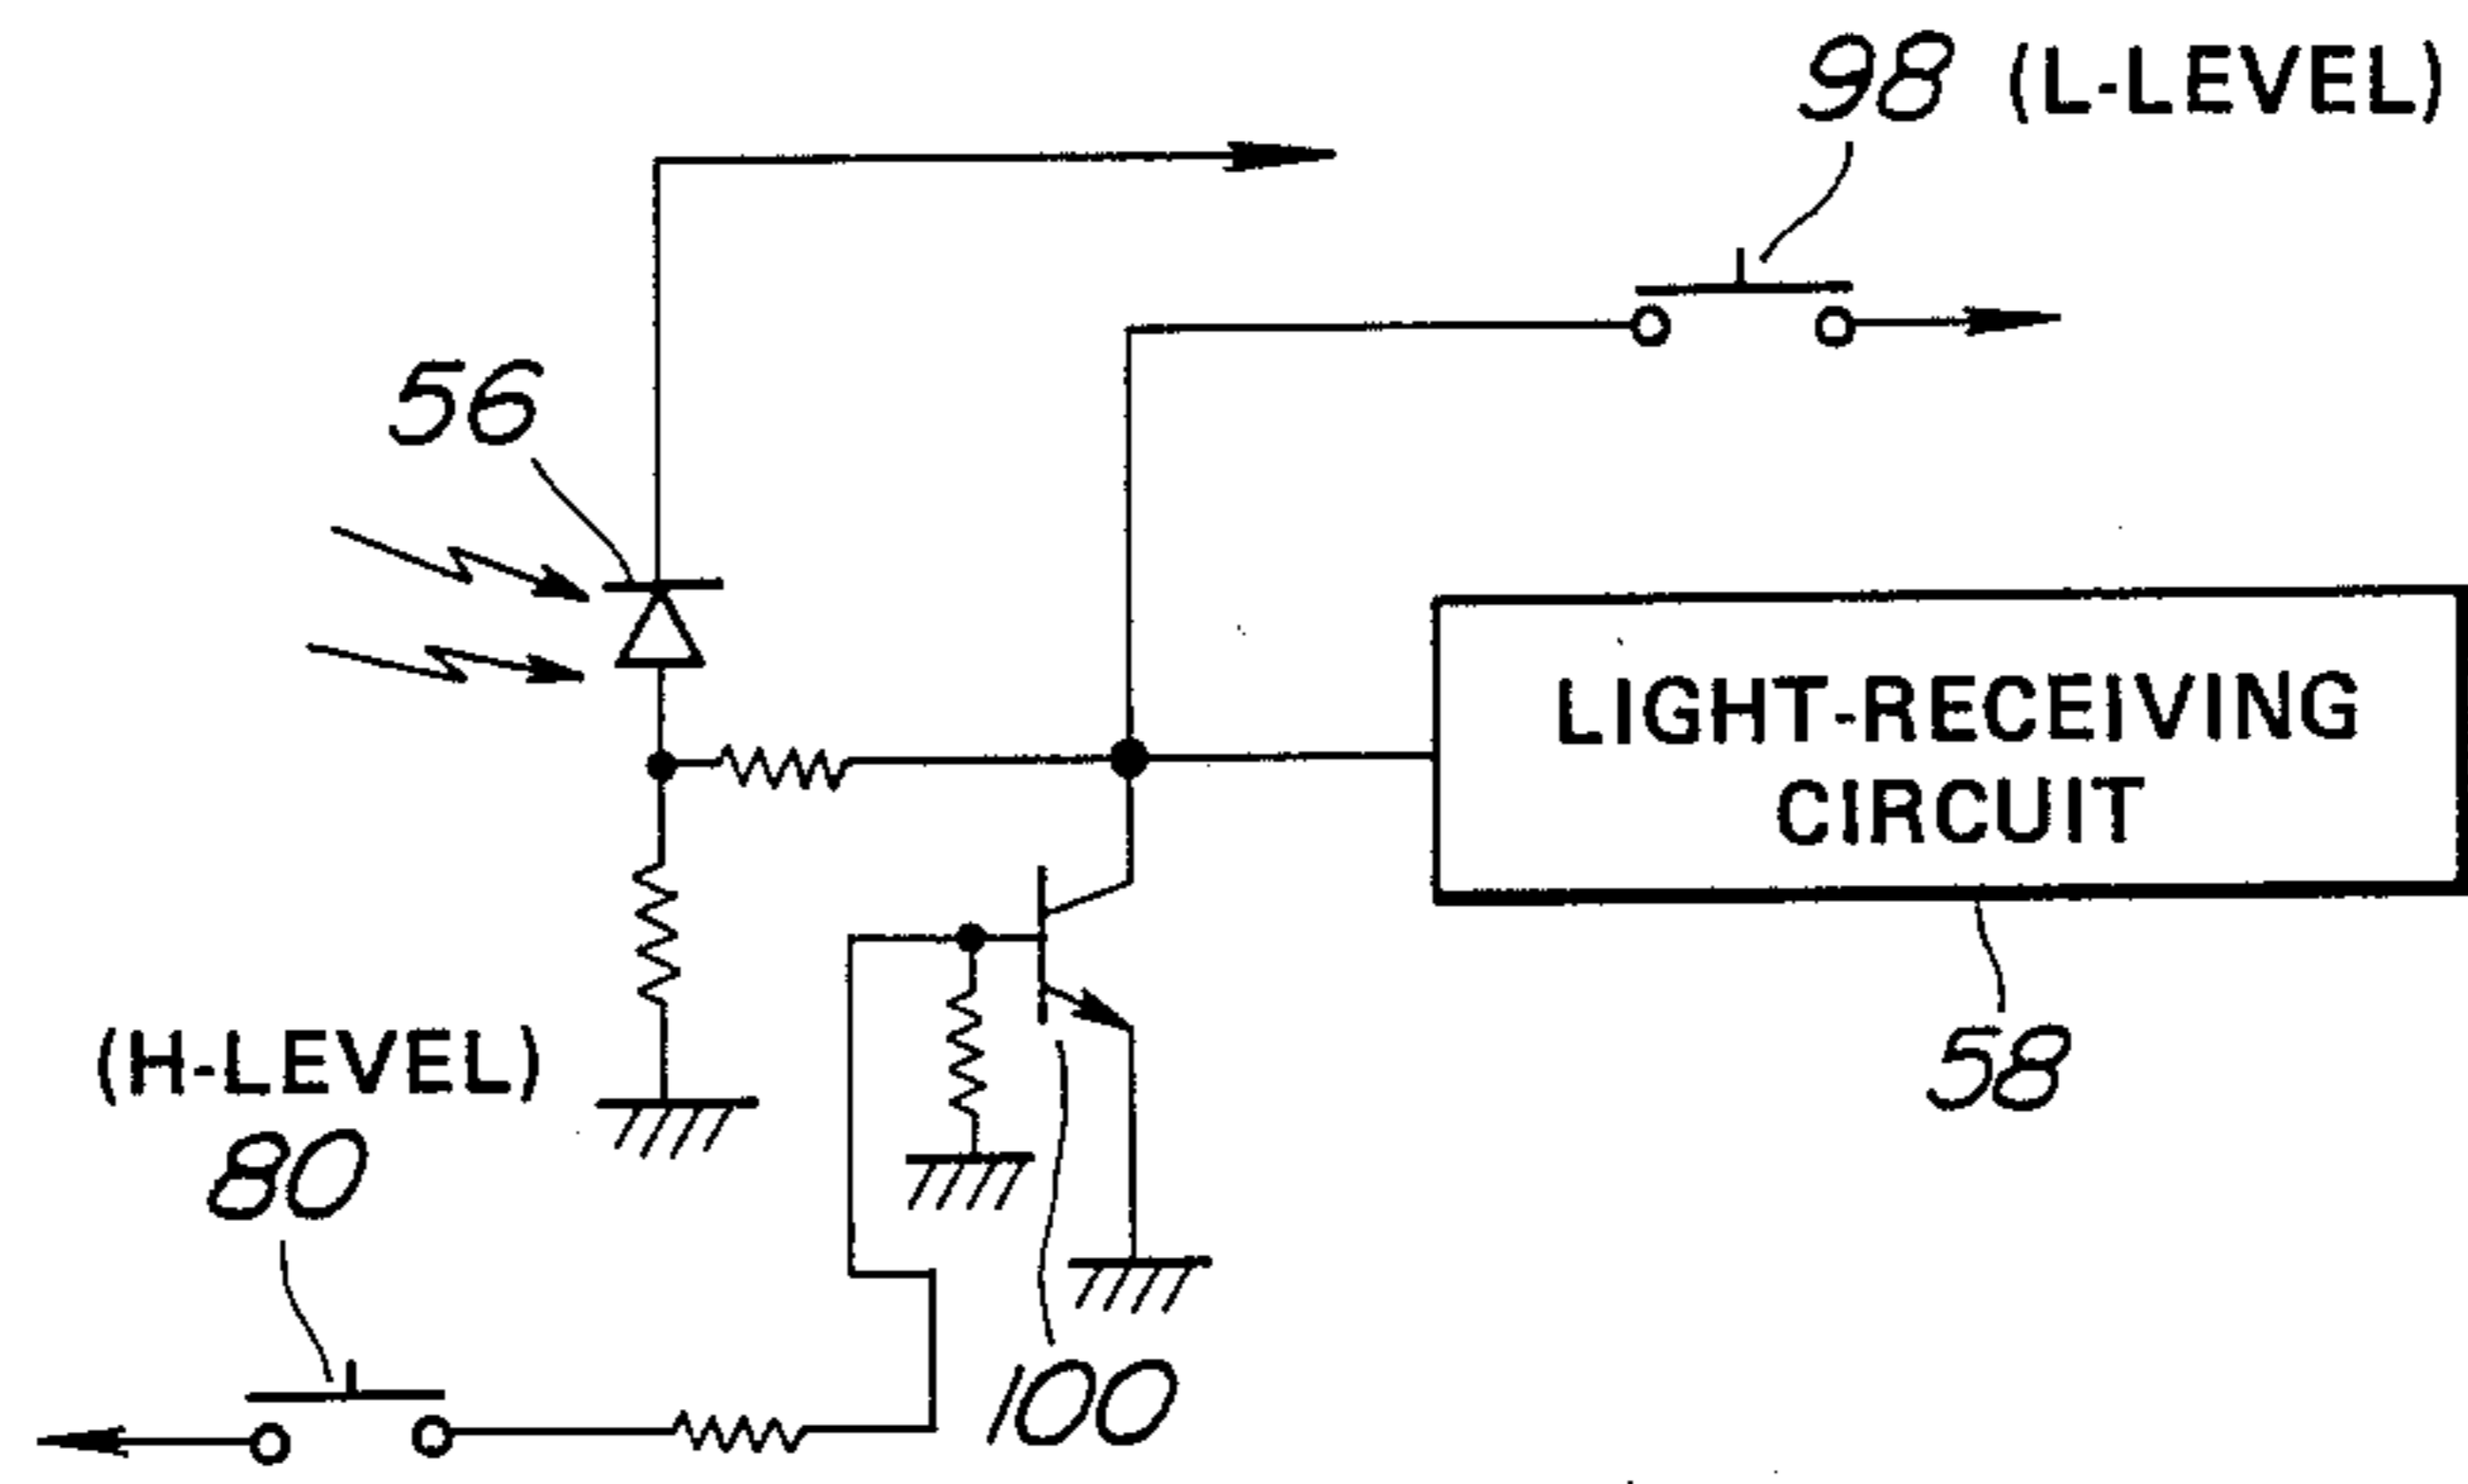 98 (L-LEVEL)
56
LIGHT-RECEIVING
CIRCUIT
58
(H-LEVEL)
80
100